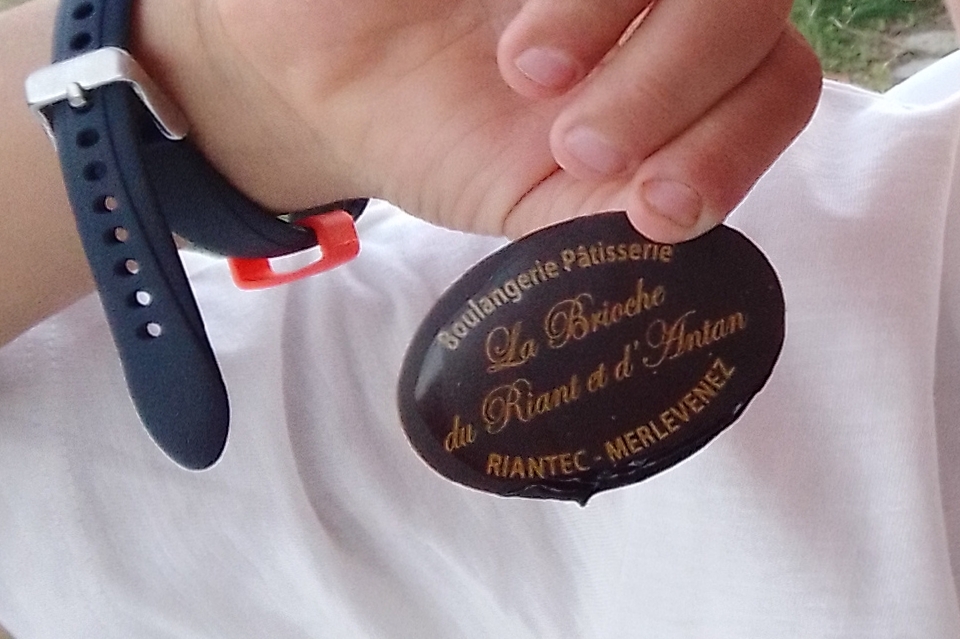 Boulangerie Pâtisserie
La Brioche
du Riant et d'Antan
RIANTEC - MERLEVENEZ